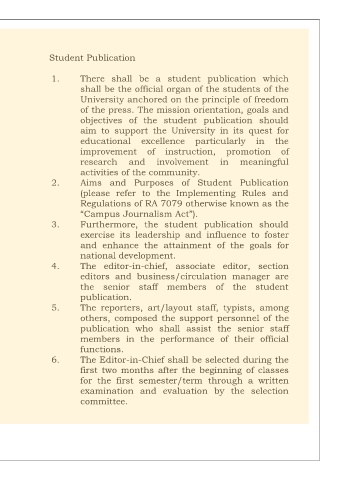 Student Publication
1. There shall be a student publication which
shall be the official organ of the students of the
University anchored on the principle of freedom
of the press. The mission orientation, goals and
objectives of the student publication should
aim to support the University in its quest for
educational excellence particularly in the
improvement of instruction, promotion of
research and involvement in meaningful
activities of the community.
2. Aims and Purposes of Student Publication
(please refer to the Implementing Rules and
Regulations of RA 7079 otherwise known as the
“Campus Journalism Act”).
3. Furthermore, the student publication should
exercise its leadership and influence to foster
and enhance the attainment of the goals for
national development.
4. The editor-in-chief, associate editor, section
editors and business/circulation manager are
the senior staff members of the student
publication.
5. The reporters, art/layout staff, typists, among
others, composed the support personnel of the
publication who shall assist the senior staff
members in the performance of their official
functions.
6. The Editor-in-Chief shall be selected during the
first two months after the beginning of classes
for the first semester/term through a written
examination and evaluation by the selection
committee.